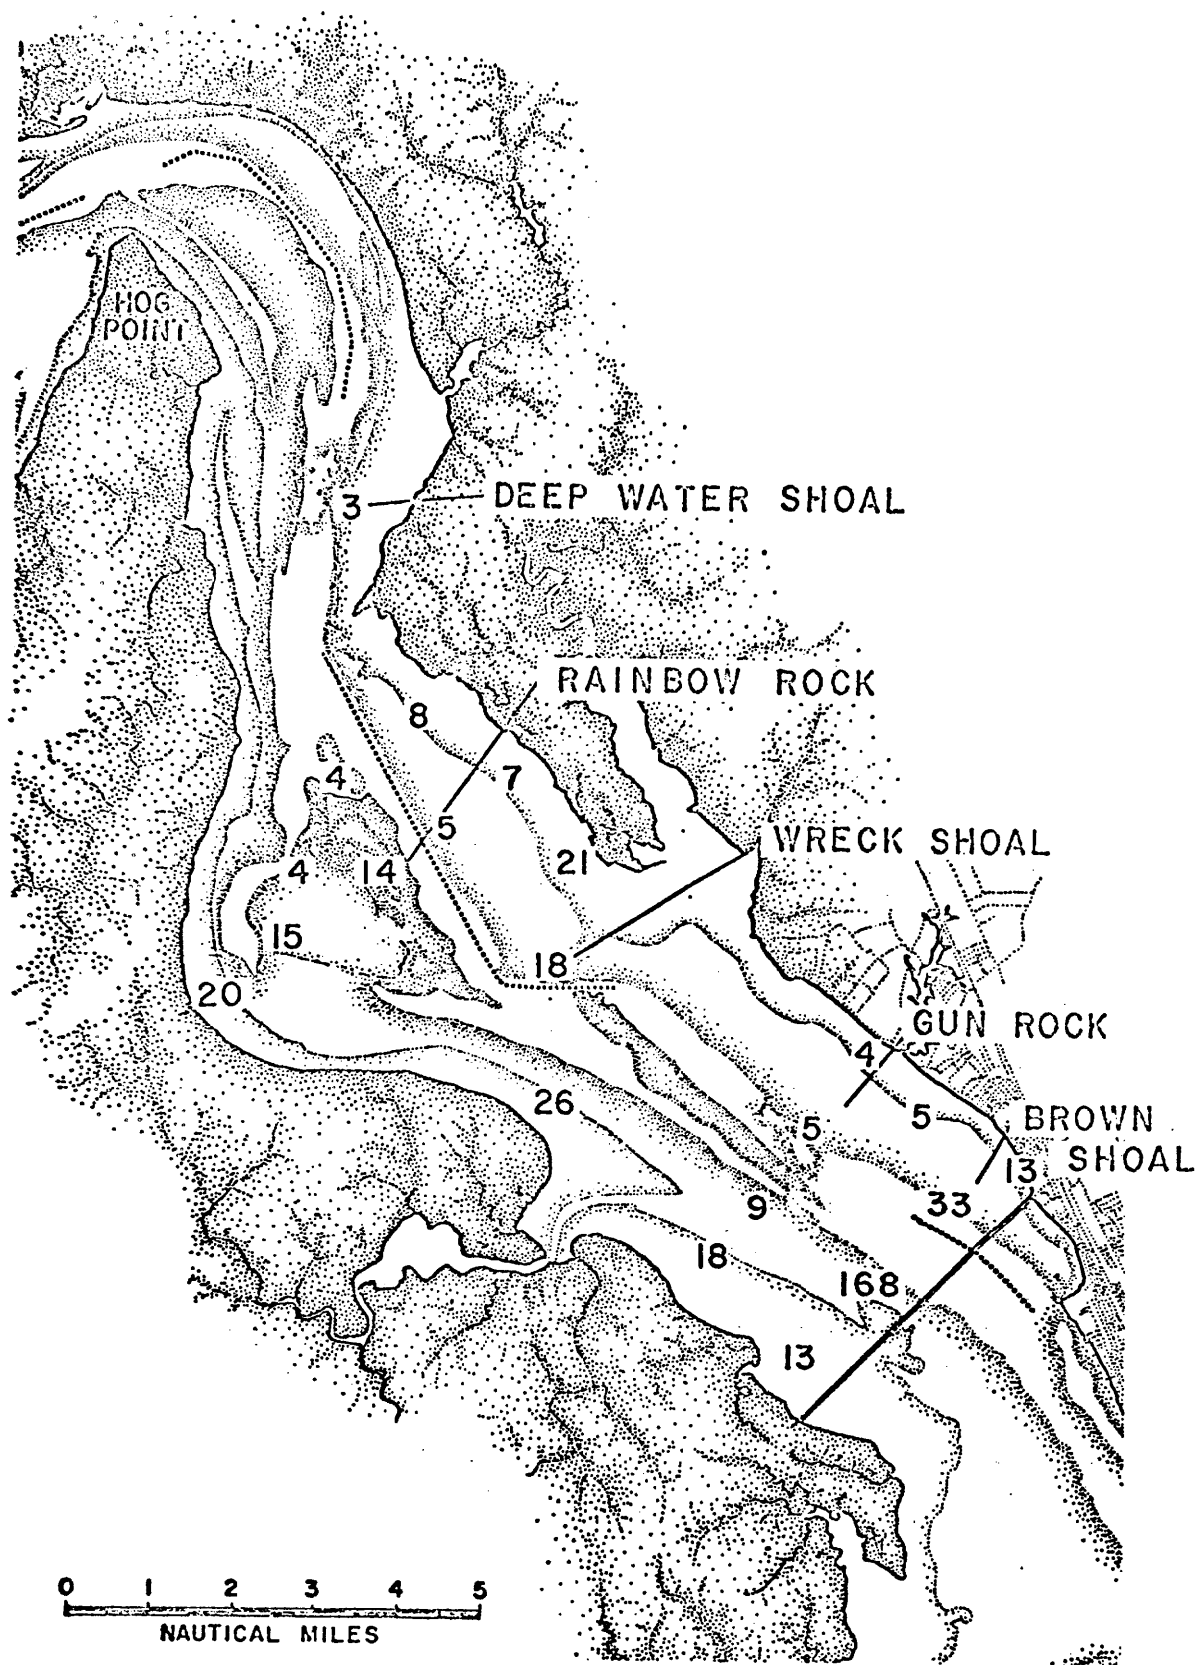 HOG
POINT
3
DEEP WATER SHOAL
RAINBOW ROCK
8
7
4
5
WRECK SHOAL
4
14
21
15
18
20
GUN ROCK
4
26
5
5
BROWN
SHOAL
13
9
33
18
168
13
0 1 2 3 4 5
NAUTICAL MILES